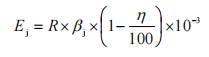 E_j = R × β_j × (1 − η/100) × 10⁻³